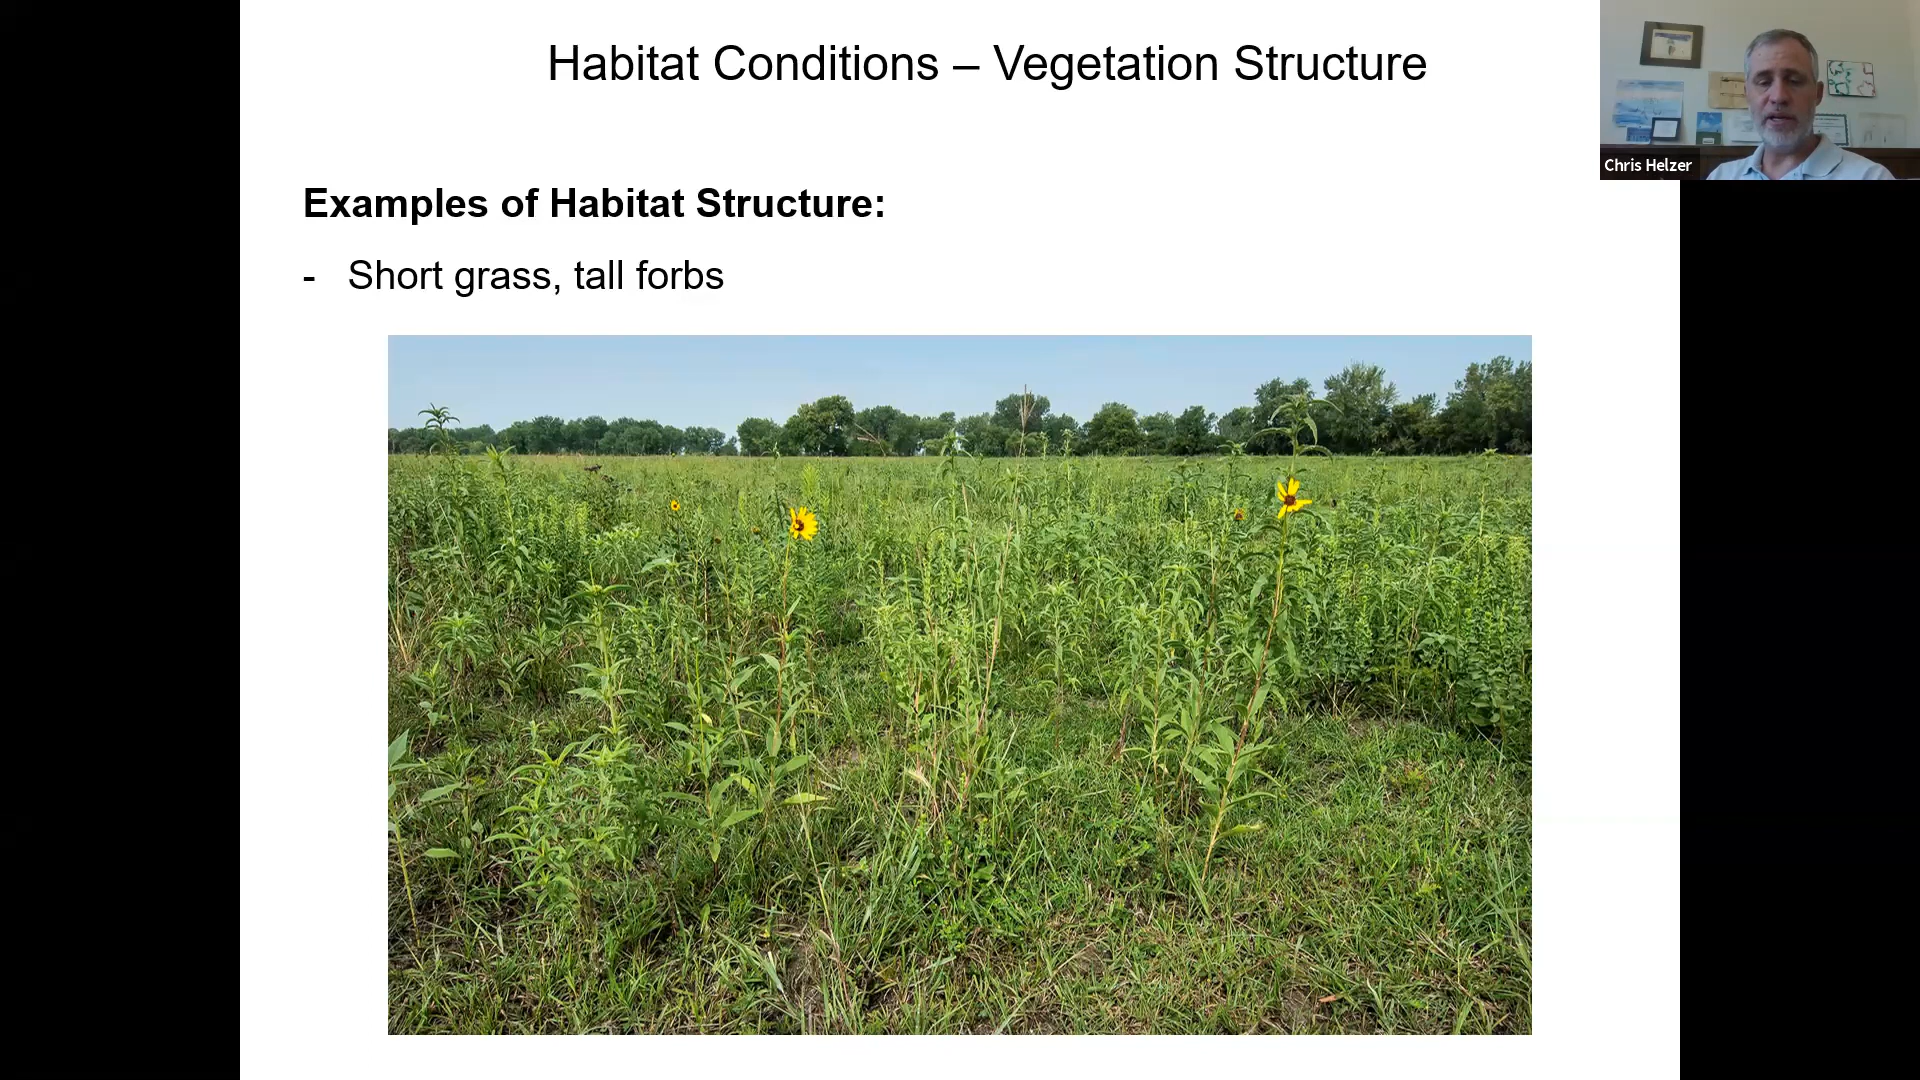 Habitat Conditions – Vegetation Structure
Chris Helzer
Examples of Habitat Structure:
- Short grass, tall forbs